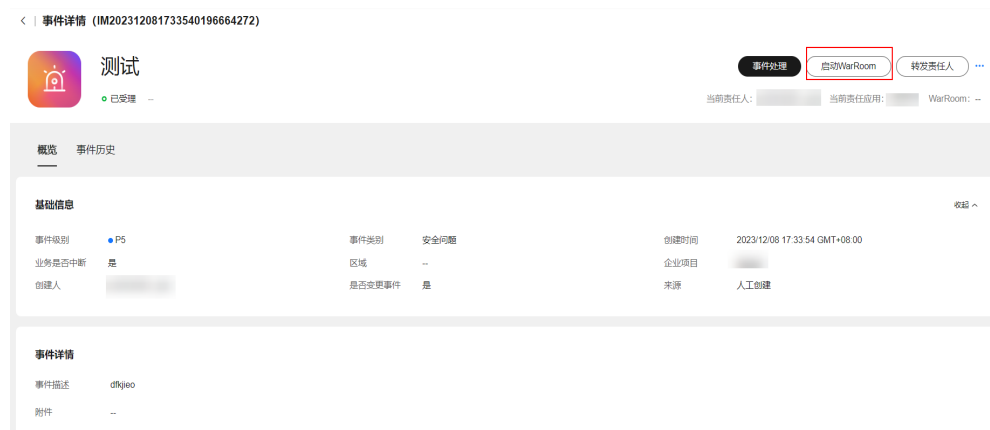 事件详情（IM202312081733540196664272）
测试
事件处理 启动WarRoom 转发责任人 ...
已受理 --
当前责任人： 当前责任应用： WarRoom： --
概览 事件历史
基础信息 收起
事件级别 P5 事件类别 安全问题 创建时间 2023/12/08 17:33:54 GMT+08:00
业务是否中断 是 区域 -- 企业项目
创建人 是否变更事件 是 来源 人工创建
事件详情
事件描述 dfkjieo
附件 --